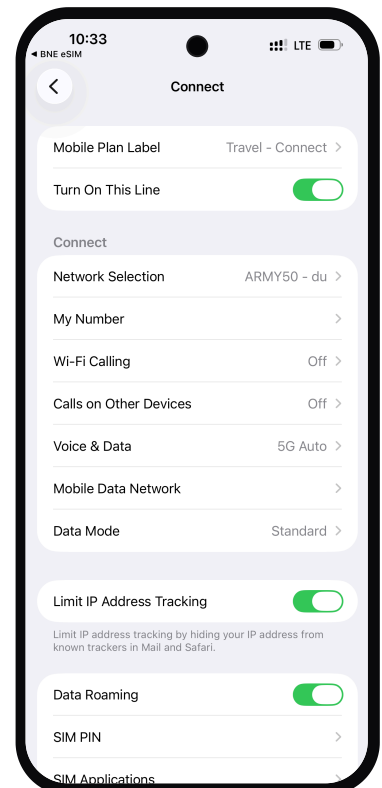 10:33
LTE
◀ BNE eSIM
Connect
Mobile Plan Label Travel - Connect
Turn On This Line
Connect
Network Selection ARMY50 - du
My Number
Wi-Fi Calling Off
Calls on Other Devices Off
Voice & Data 5G Auto
Mobile Data Network
Data Mode Standard
Limit IP Address Tracking
Limit IP address tracking by hiding your IP address from
known trackers in Mail and Safari.
Data Roaming
SIM PIN
SIM Applications